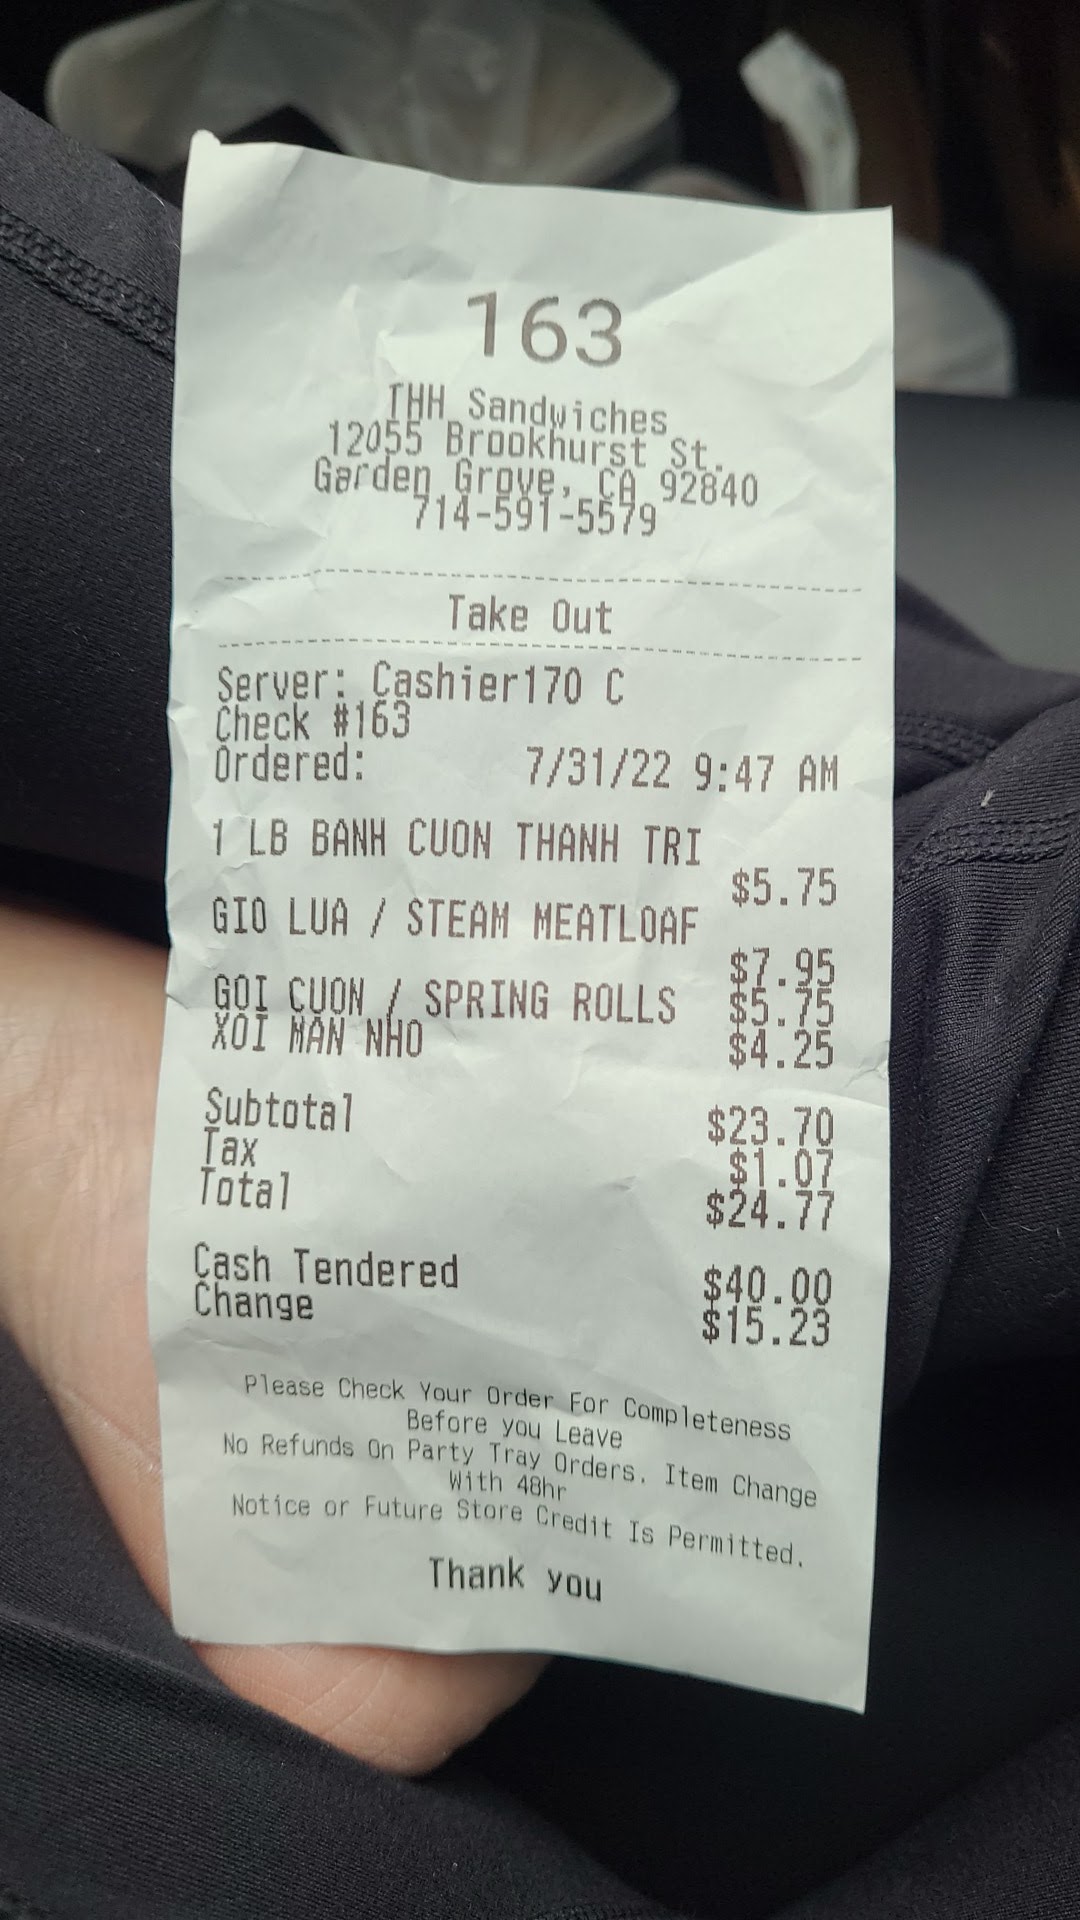 163
THH Sandwiches
12055 Brookhurst St.
Garden Grove, CA 92840
714-591-5579
Take Out
Server: Cashier170 C
Check #163
Ordered: 7/31/22 9:47 AM
1 LB BANH CUON THANH TRI
$5.75
GIO LUA / STEAM MEATLOAF
$7.95
GOI CUON / SPRING ROLLS $5.75
XOI MAN NHO $4.25
Subtotal $23.70
Tax $1.07
Total $24.77
Cash Tendered $40.00
Change $15.23
Please Check Your Order For Completeness
Before you Leave
No Refunds On Party Tray Orders. Item Change
With 48hr
Notice or Future Store Credit Is Permitted.
Thank you